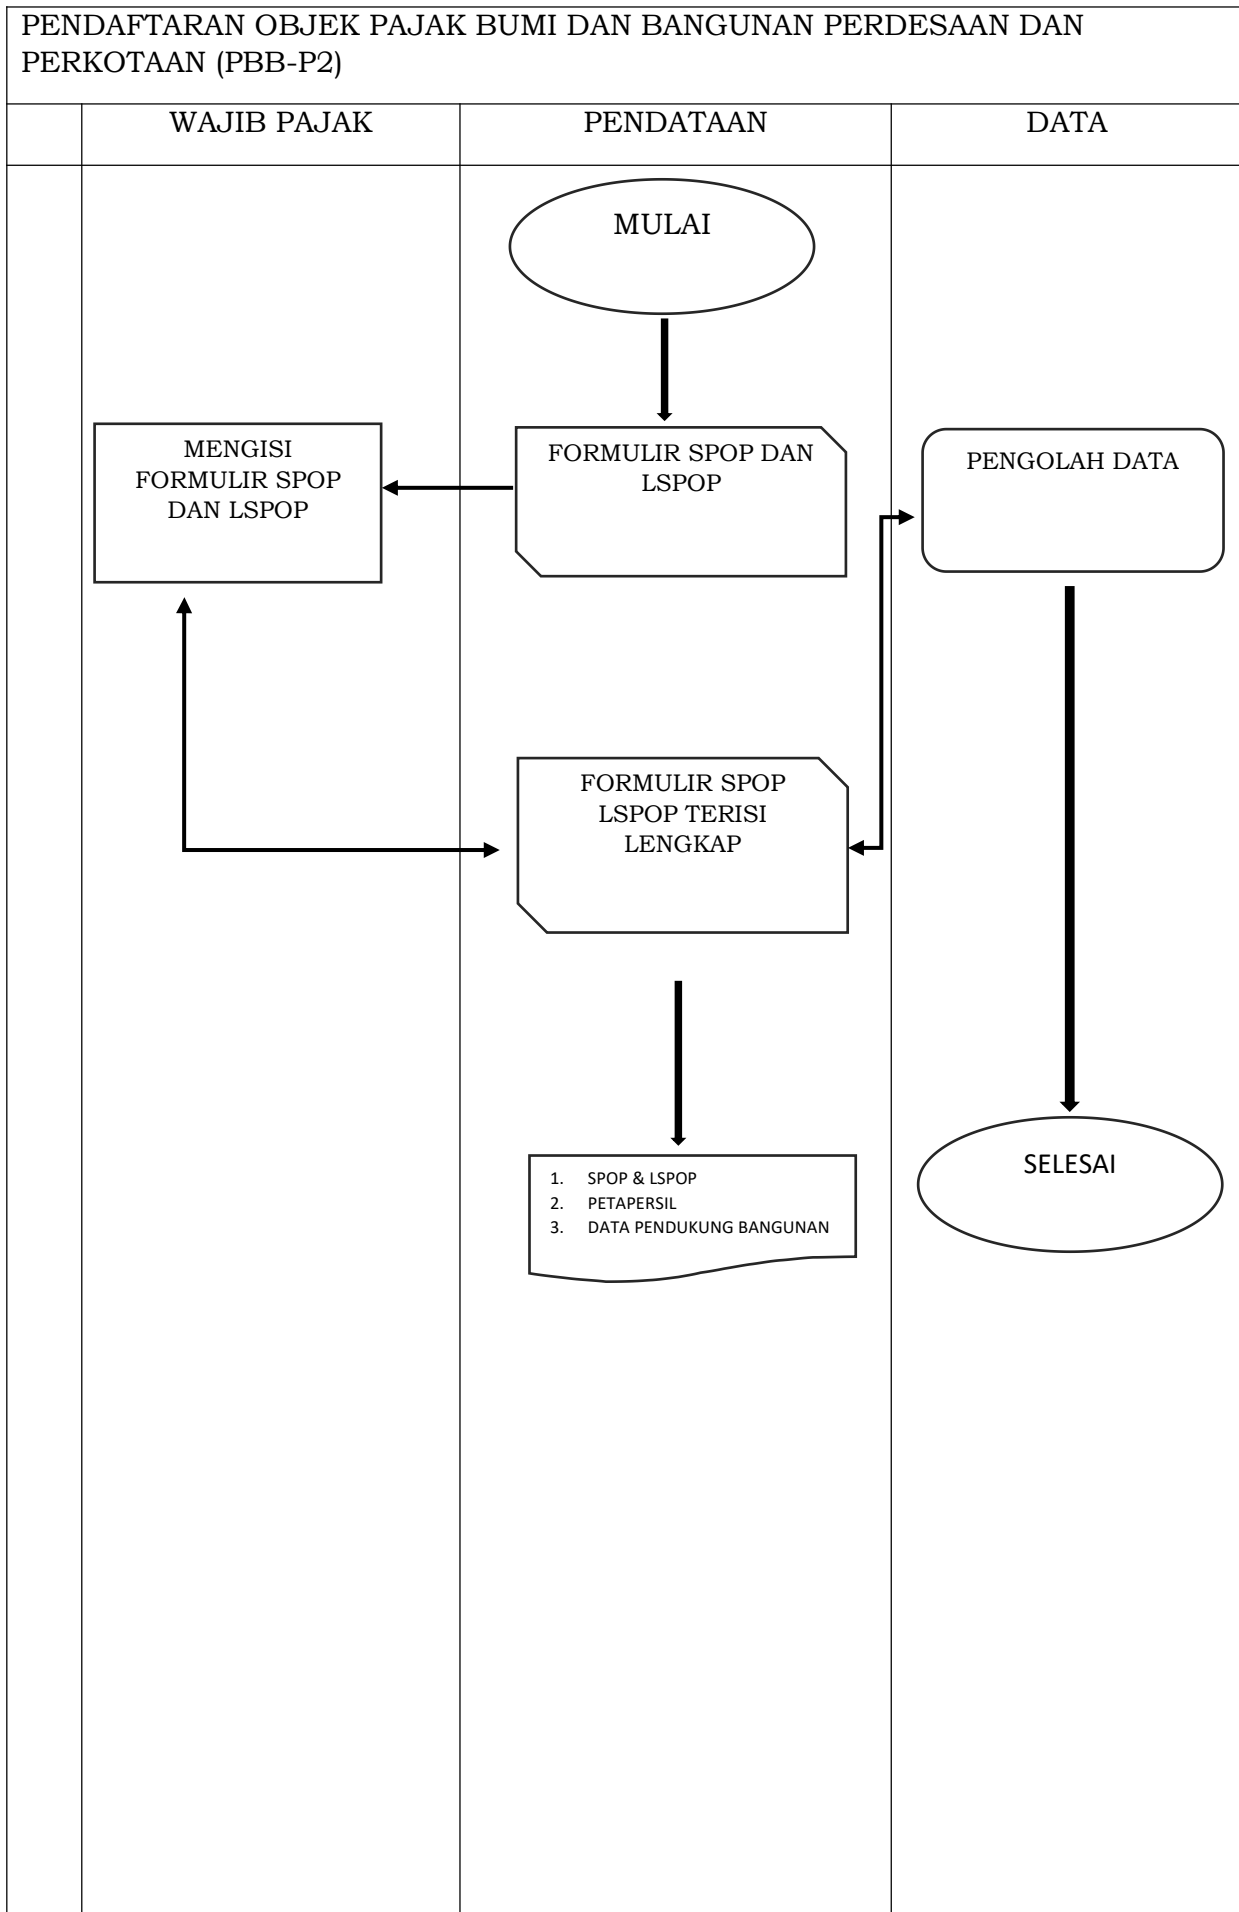 PENDAFTARAN OBJEK PAJAK BUMI DAN BANGUNAN PERDESAAN DAN
PERKOTAAN (PBB-P2)
WAJIB PAJAK
PENDATAAN
DATA
MULAI
MENGISI
FORMULIR SPOP
DAN LSPOP
FORMULIR SPOP DAN
LSPOP
PENGOLAH DATA
FORMULIR SPOP
LSPOP TERISI
LENGKAP
1. SPOP & LSPOP
2. PETAPERSIL
3. DATA PENDUKUNG BANGUNAN
SELESAI